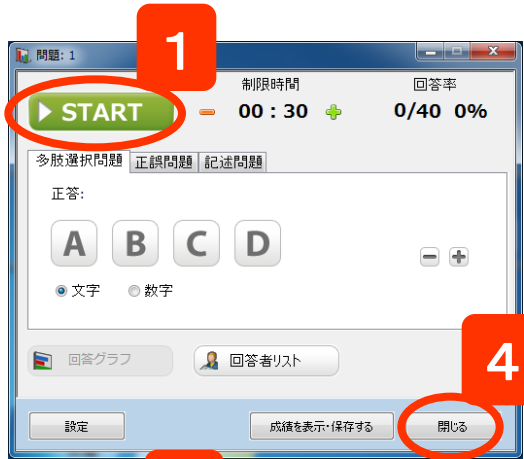 1
問題: 1
制限時間
回答率
START
00 : 30
0/40 0%
多肢選択問題 正誤問題 記述問題
正答:
A B C D
文字 数字
回答グラフ
回答者リスト
4
設定
成績を表示・保存する
閉じる